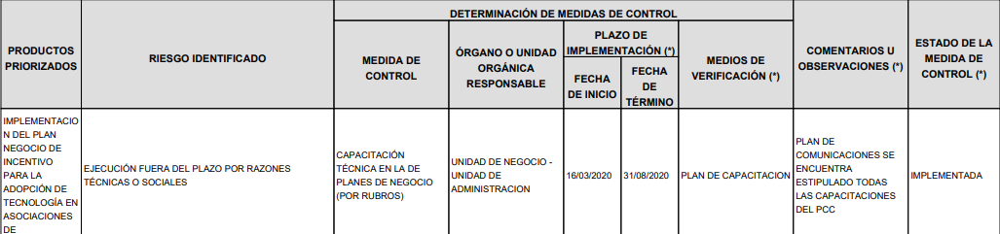 DETERMINACIÓN DE MEDIDAS DE CONTROL
PRODUCTOS
PRIORIZADOS
RIESGO IDENTIFICADO
MEDIDA DE
CONTROL
ÓRGANO O UNIDAD
ORGÁNICA
RESPONSABLE
PLAZO DE
IMPLEMENTACIÓN (*)
FECHA
DE INICIO
FECHA
DE
TÉRMINO
MEDIOS DE
VERIFICACIÓN (*)
COMENTARIOS U
OBSERVACIONES (*)
ESTADO DE LA
MEDIDA DE
CONTROL (*)
IMPLEMENTACIO
N DEL PLAN
NEGOCIO DE
INCENTIVO
PARA LA
ADOPCIÓN DE
TECNOLOGÍA EN
ASOCIACIONES DE
EJECUCIÓN FUERA DEL PLAZO POR RAZONES
TÉCNICAS O SOCIALES
CAPACITACIÓN
TÉCNICA EN LA DE
PLANES DE NEGOCIO
(POR RUBROS)
UNIDAD DE NEGOCIO -
UNIDAD DE
ADMINISTRACION
16/03/2020
31/08/2020
PLAN DE CAPACITACION
PLAN DE
COMUNICACIONES SE
ENCUENTRA
ESTIPULADO TODAS
LAS CAPACITACIONES
DEL PCC
IMPLEMENTADA